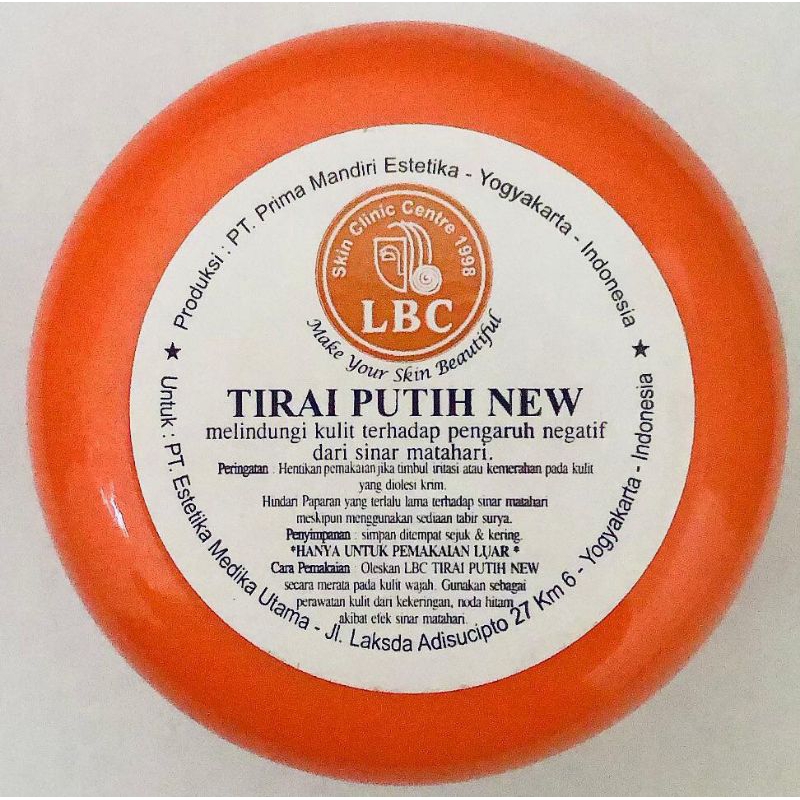 Produksi : PT. Prima Mandiri Estetika - Yogyakarta - Indonesia
Skin Clinic Centre 1998
LBC
Make Your Skin Beautiful
TIRAI PUTIH NEW
melindungi kulit terhadap pengaruh negatif
dari sinar matahari.
Peringatan : Hentikan pemakaian jika timbul iritasi atau kemerahan pada kulit
yang diolesi krim.
Hindari Paparan yang terlalu lama terhadap sinar matahari
meskipun menggunakan sediaan tabir surya.
Penyimpanan : simpan ditempat sejuk & kering.
*HANYA UNTUK PEMAKAIAN LUAR *
Cara Pemakaian : Oleskan LBC TIRAI PUTIH NEW
secara merata pada kulit wajah. Gunakan sebagai
perawatan kulit dari kekeringan, noda hitam
akibat efek sinar matahari.
★ Untuk : PT. Estetika Medika Utama - Jl. Laksda Adisucipto 27 Km 6 - Yogyakarta - Indonesia ★